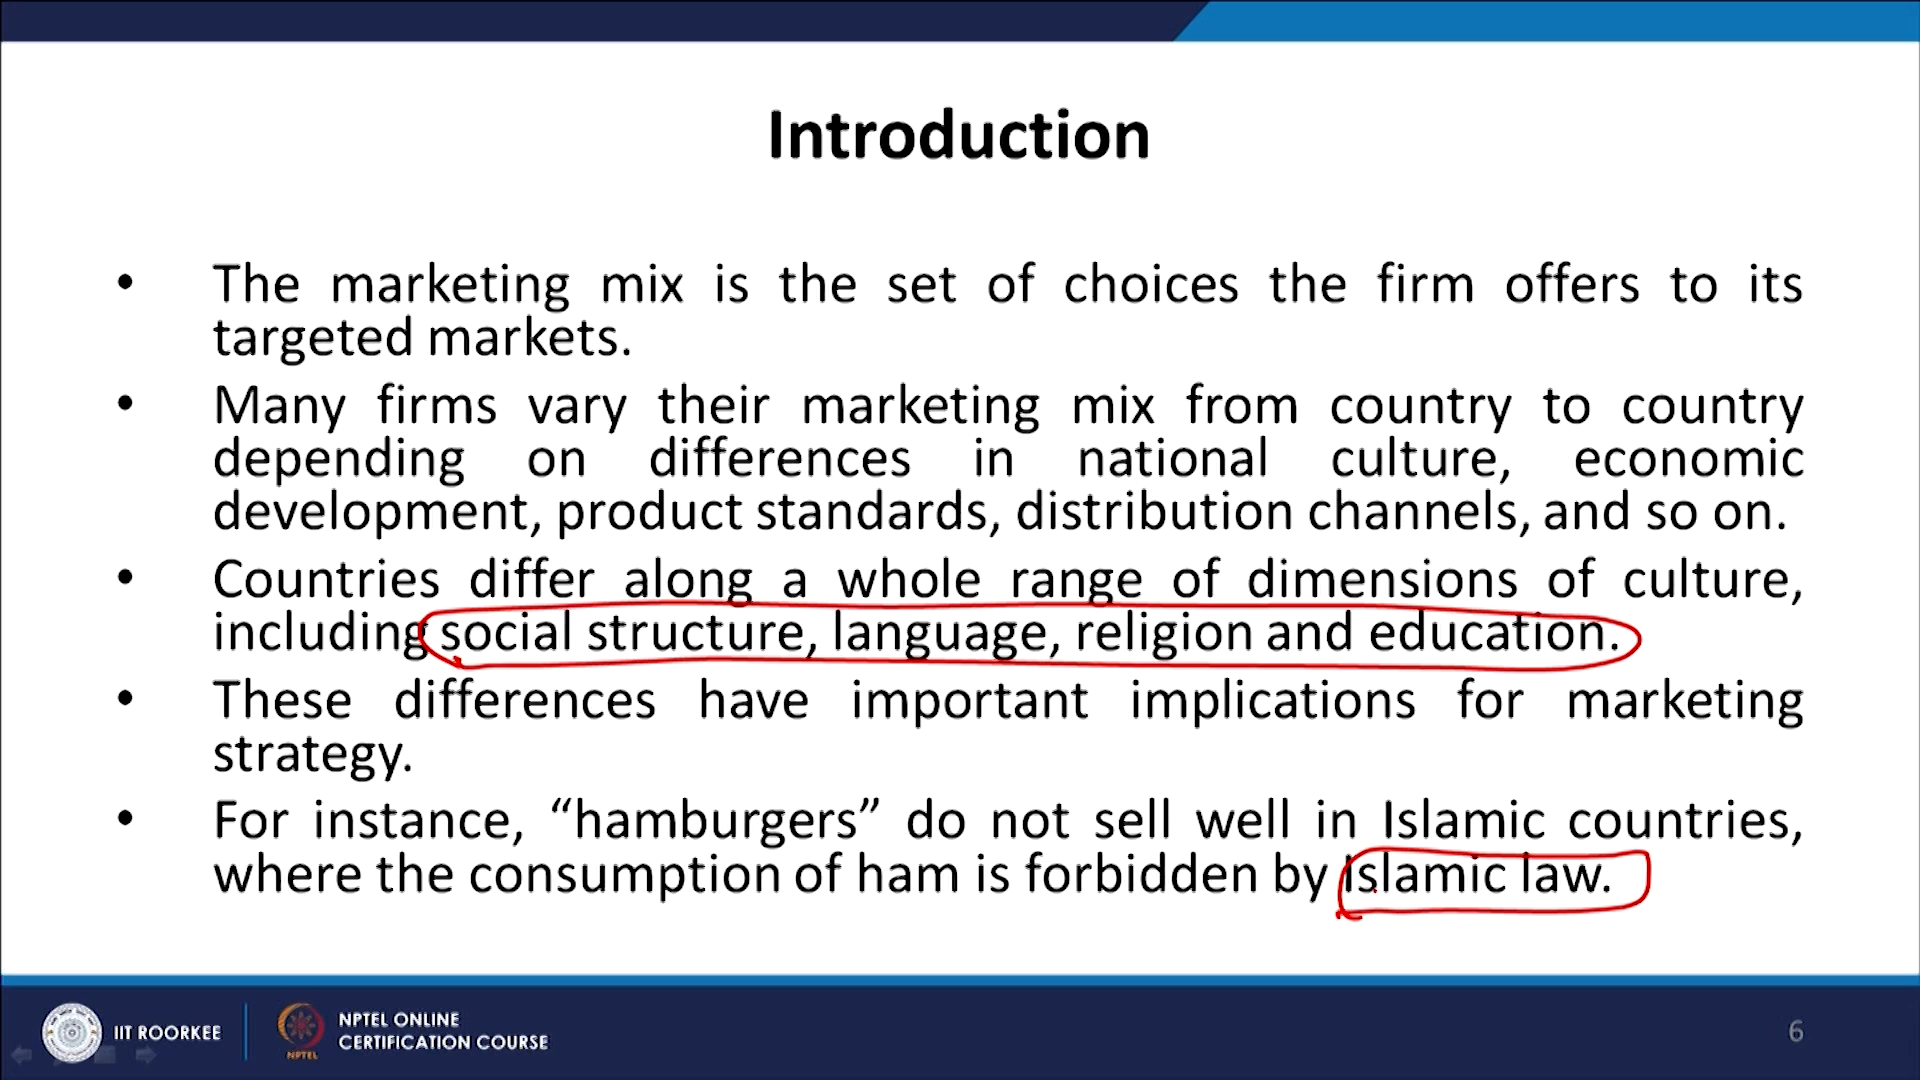 Introduction
• The marketing mix is the set of choices the firm offers to its
targeted markets.
• Many firms vary their marketing mix from country to country
depending on differences in national culture, economic
development, product standards, distribution channels, and so on.
• Countries differ along a whole range of dimensions of culture,
including social structure, language, religion and education.
• These differences have important implications for marketing
strategy.
• For instance, “hamburgers” do not sell well in Islamic countries,
where the consumption of ham is forbidden by Islamic law.
IIT ROORKEE
NPTEL
NPTEL ONLINE
CERTIFICATION COURSE
6